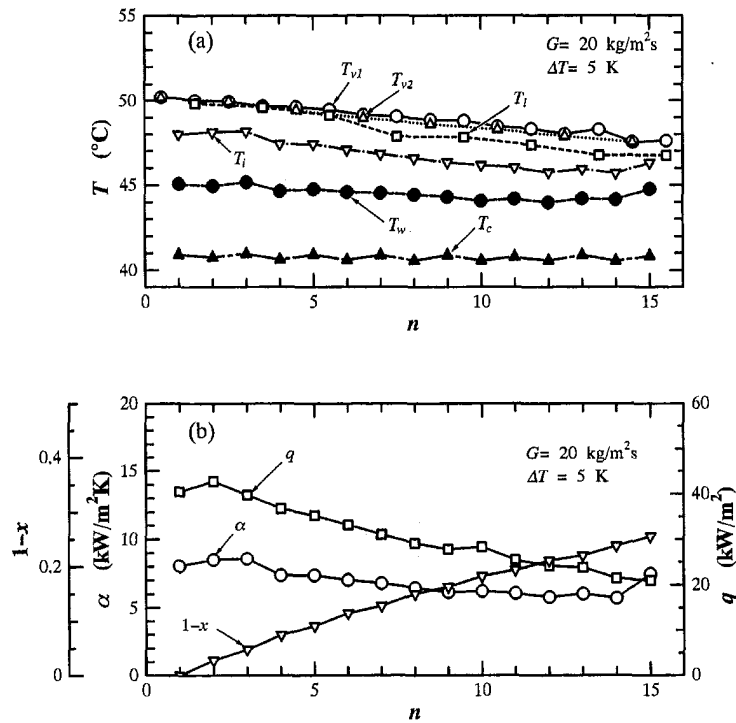 (a)
G= 20 kg/m²s
ΔT= 5 K
T_v1
T_v2
T_l
T_i
T_w
T_c
T (°C)
55
50
45
40
0 5 10 15
n
(b)
G= 20 kg/m²s
ΔT = 5 K
q
α
1−x
1−x
0,4
0,2
0
α (kW/m²K)
20
15
10
5
0
q (kW/m²)
60
40
20
0
0 5 10 15
n